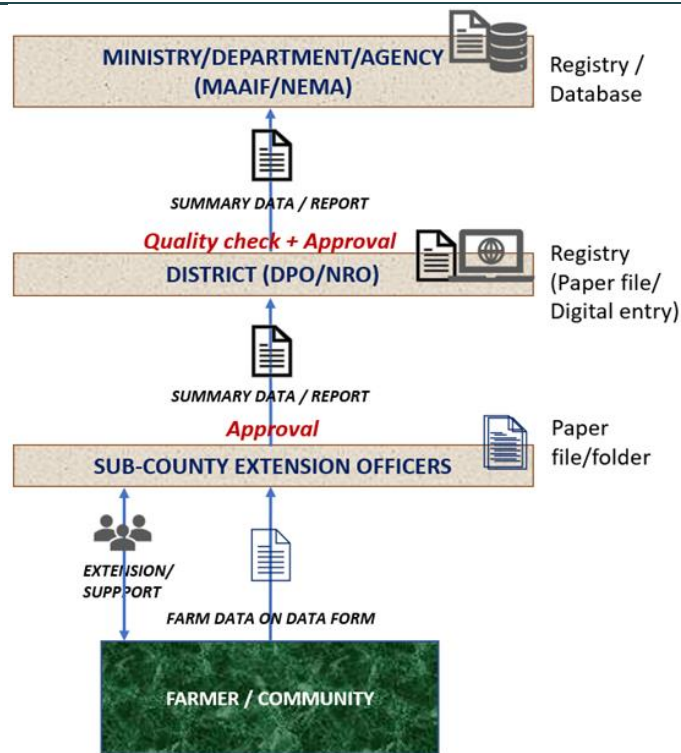 MINISTRY/DEPARTMENT/AGENCY
(MAAIF/NEMA)
Registry /
Database
SUMMARY DATA / REPORT
Quality check + Approval
DISTRICT (DPO/NRO)
Registry
(Paper file/
Digital entry)
SUMMARY DATA / REPORT
Approval
SUB-COUNTY EXTENSION OFFICERS
Paper
file/folder
EXTENSION/
SUPPPORT
FARM DATA ON DATA FORM
FARMER / COMMUNITY